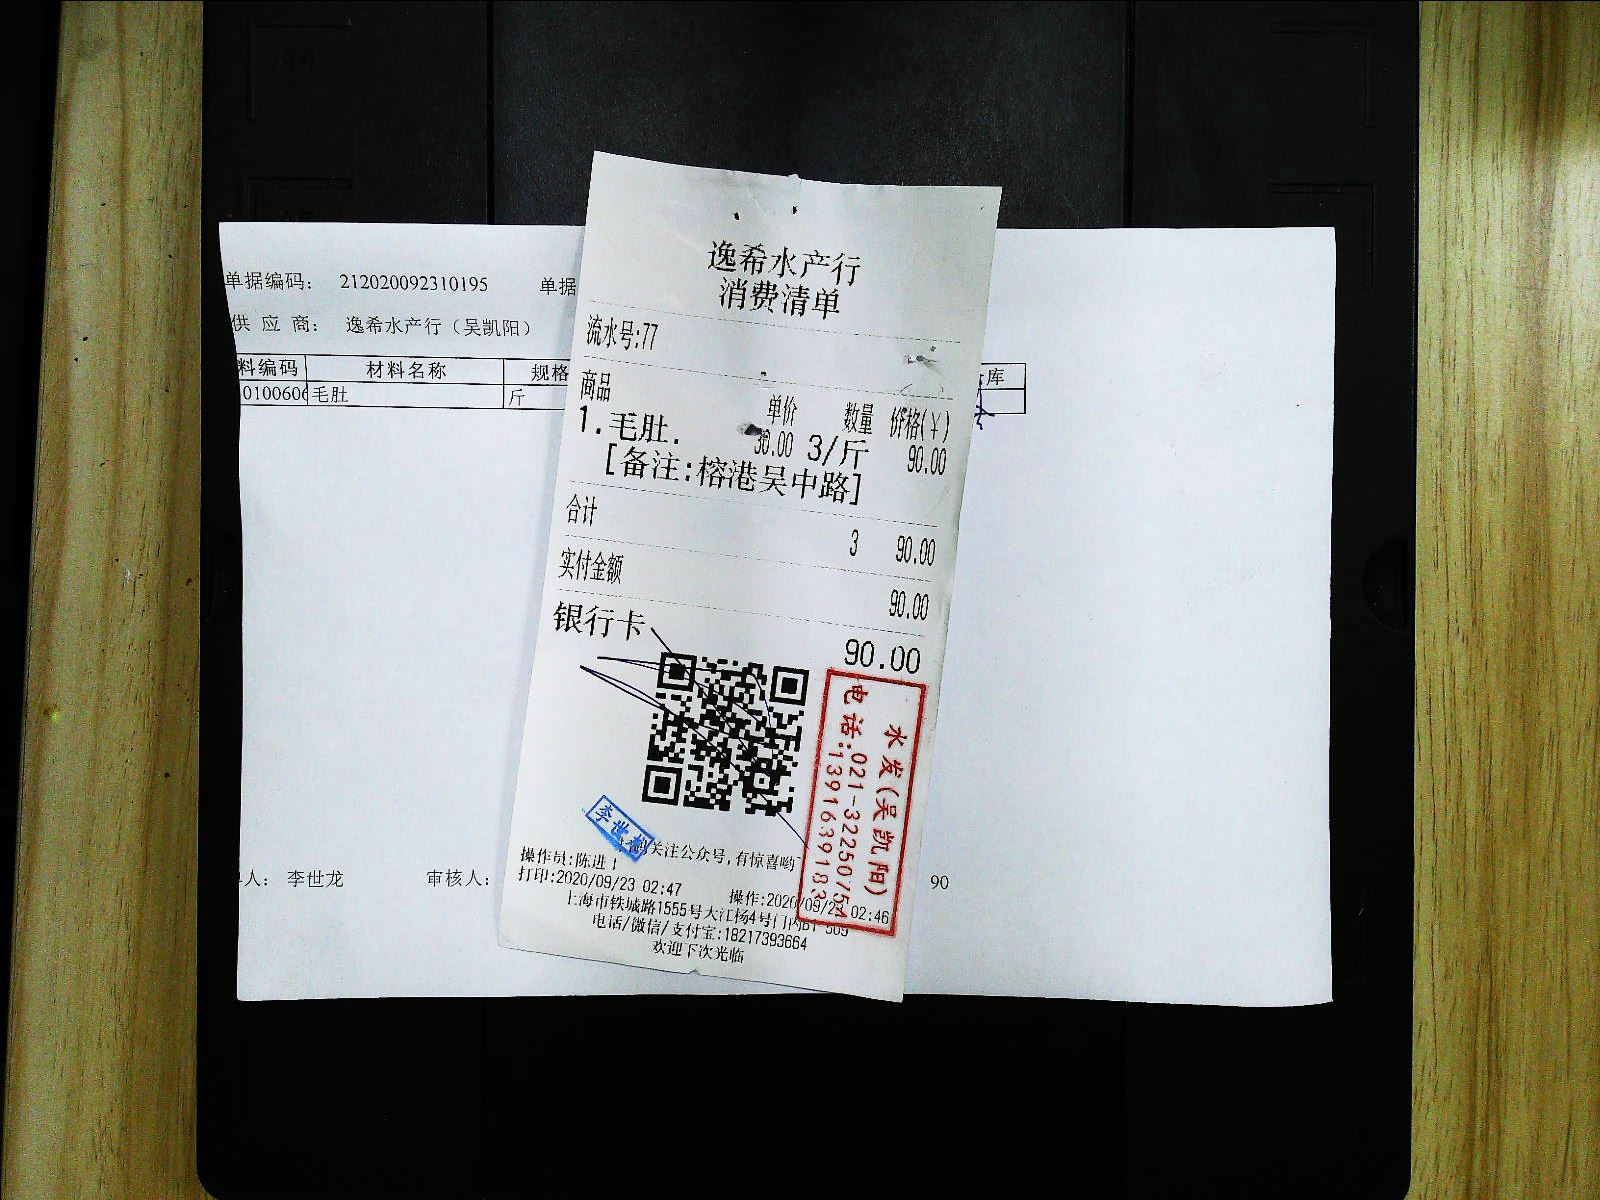 单据编码： 212020092310195 单据
供 应 商： 逸希水产行（吴凯阳）
料编码 材料名称 规格 库
0100606 毛肚 斤
逸希水产行
消费清单
流水号:77
商品 单价 数量 价格(￥)
1.毛肚. 30.00 3/斤 90.00
[备注:榕港吴中路]
合计 3 90.00
实付金额 90.00
银行卡 90.00
水发(吴凯阳)
电话:021-32250754
13916391183
李世龙
关注公众号,有惊喜哟
操作员:陈进
打印:2020/09/23 02:47 操作:2020/09/23 02:46
上海市铁城路1555号大江杨4号门内B1 509
电话/微信/支付宝:18217393664
欢迎下次光临
人： 李世龙 审核人： 90